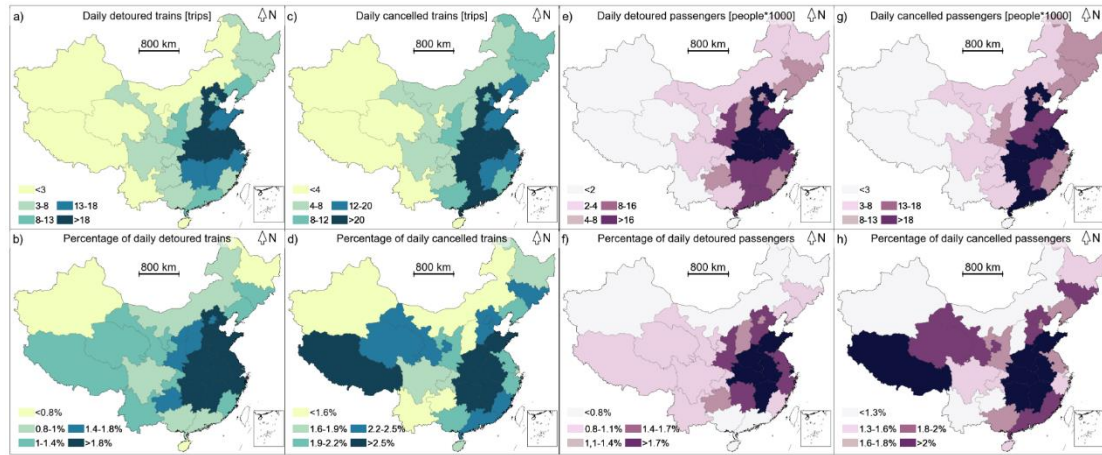 a) Daily detoured trains [trips] N
800 km
<3
3-8 13-18
8-13 >18
c) Daily cancelled trains [trips] N
800 km
<4
4-8 12-20
8-12 >20
e) Daily detoured passengers [people*1000] N
800 km
<2
2-4 8-16
4-8 >16
g) Daily cancelled passengers [people*1000] N
800 km
<3
3-8 13-18
8-13 >18
b) Percentage of daily detoured trains N
800 km
<0.8%
0.8-1% 1.4-1.8%
1-1.4% >1.8%
d) Percentage of daily cancelled trains N
800 km
<1.6%
1.6-1.9% 2.2-2.5%
1.9-2.2% >2.5%
f) Percentage of daily detoured passengers N
800 km
<0.8%
0.8-1.1% 1.4-1.7%
1,1-1.4% >1.7%
h) Percentage of daily cancelled passengers N
800 km
<1.3%
1.3-1.6% 1.8-2%
1.6-1.8% >2%